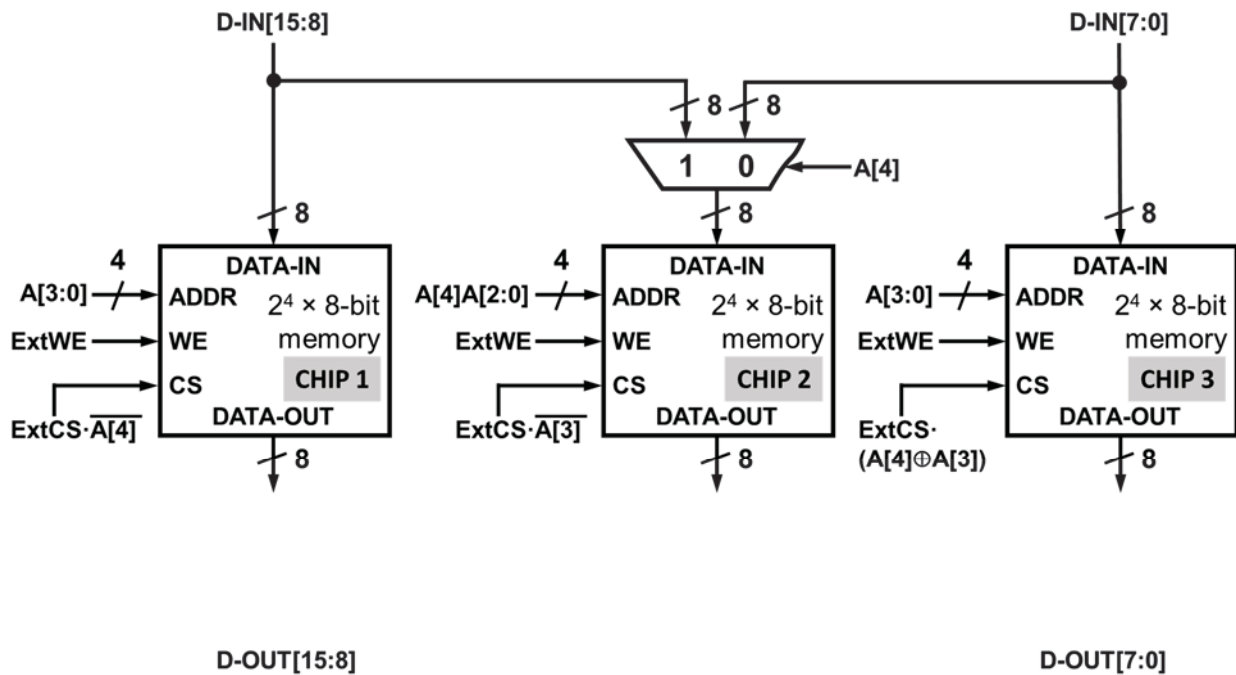 D-IN[15:8]
D-IN[7:0]
8
8
1 0
A[4]
8
8
8
4
DATA-IN
A[3:0]
ADDR
2⁴ × 8-bit
ExtWE
WE
memory
CHIP 1
CS
DATA-OUT
ExtCS·A̅[̅4̅]̅
8
4
DATA-IN
A[4]A[2:0]
ADDR
2⁴ × 8-bit
ExtWE
WE
memory
CHIP 2
CS
DATA-OUT
ExtCS·A̅[̅3̅]̅
8
4
DATA-IN
A[3:0]
ADDR
2⁴ × 8-bit
ExtWE
WE
memory
CHIP 3
CS
DATA-OUT
ExtCS·
(A[4]⊕A[3])
8
D-OUT[15:8]
D-OUT[7:0]